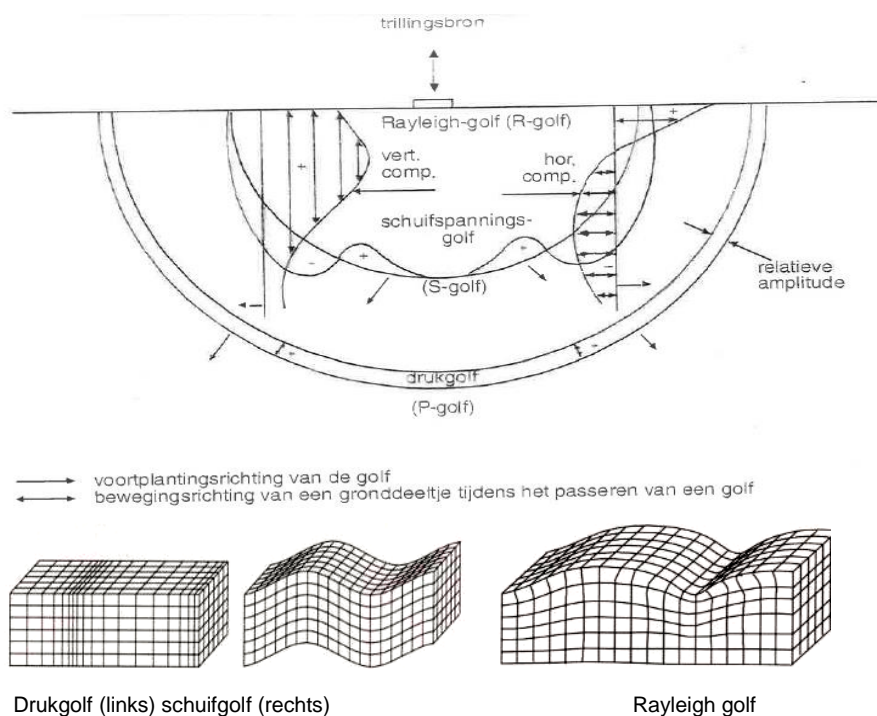 trillingsbron
Rayleigh-golf (R-golf)
vert.
comp.
hor.
comp.
schuifspannings-
golf
(S-golf)
relatieve
amplitude
drukgolf
(P-golf)
voortplantingsrichting van de golf
bewegingsrichting van een gronddeeltje tijdens het passeren van een golf
Drukgolf (links) schuifgolf (rechts) Rayleigh golf